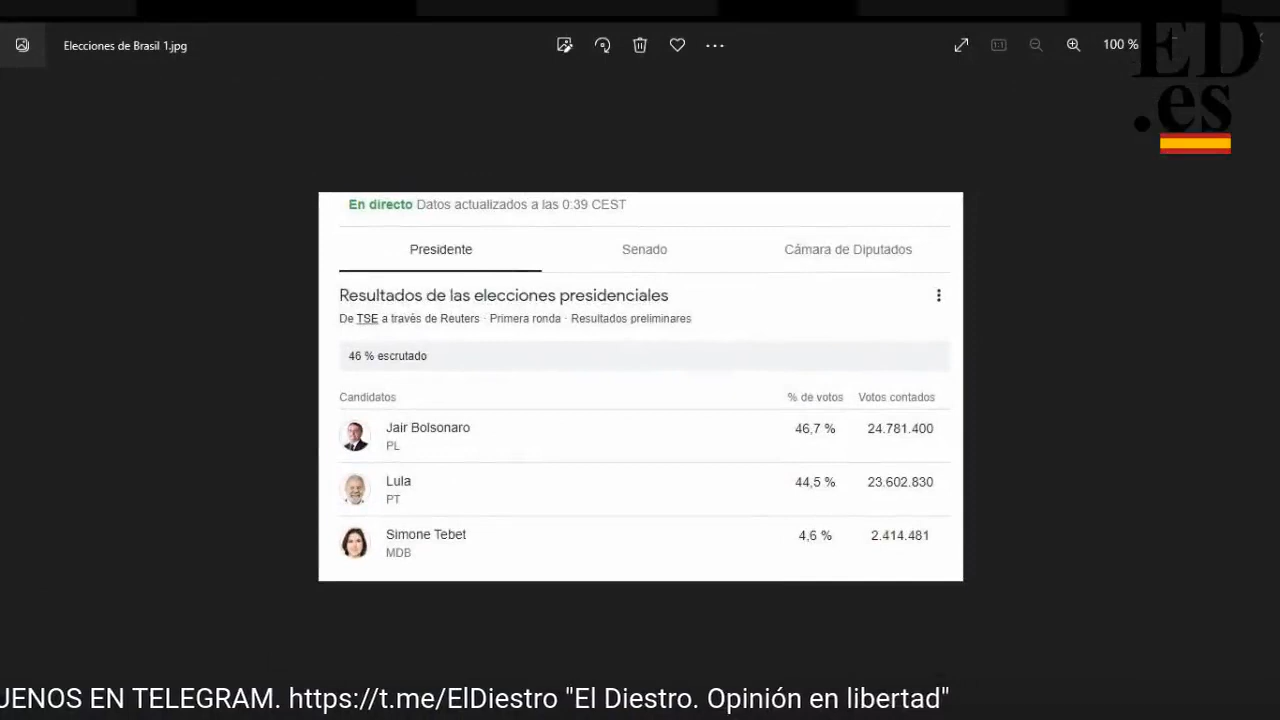 Elecciones de Brasil 1.jpg
1:1
100 %
ED
.es
En directo Datos actualizados a las 0:39 CEST
Presidente Senado Cámara de Diputados
Resultados de las elecciones presidenciales
De TSE a través de Reuters · Primera ronda · Resultados preliminares
46 % escrutado
Candidatos % de votos Votos contados
Jair Bolsonaro 46,7 % 24.781.400
PL
Lula 44,5 % 23.602.830
PT
Simone Tebet 4,6 % 2.414.481
MDB
UENOS EN TELEGRAM. https://t.me/ElDiestro "El Diestro. Opinión en libertad"